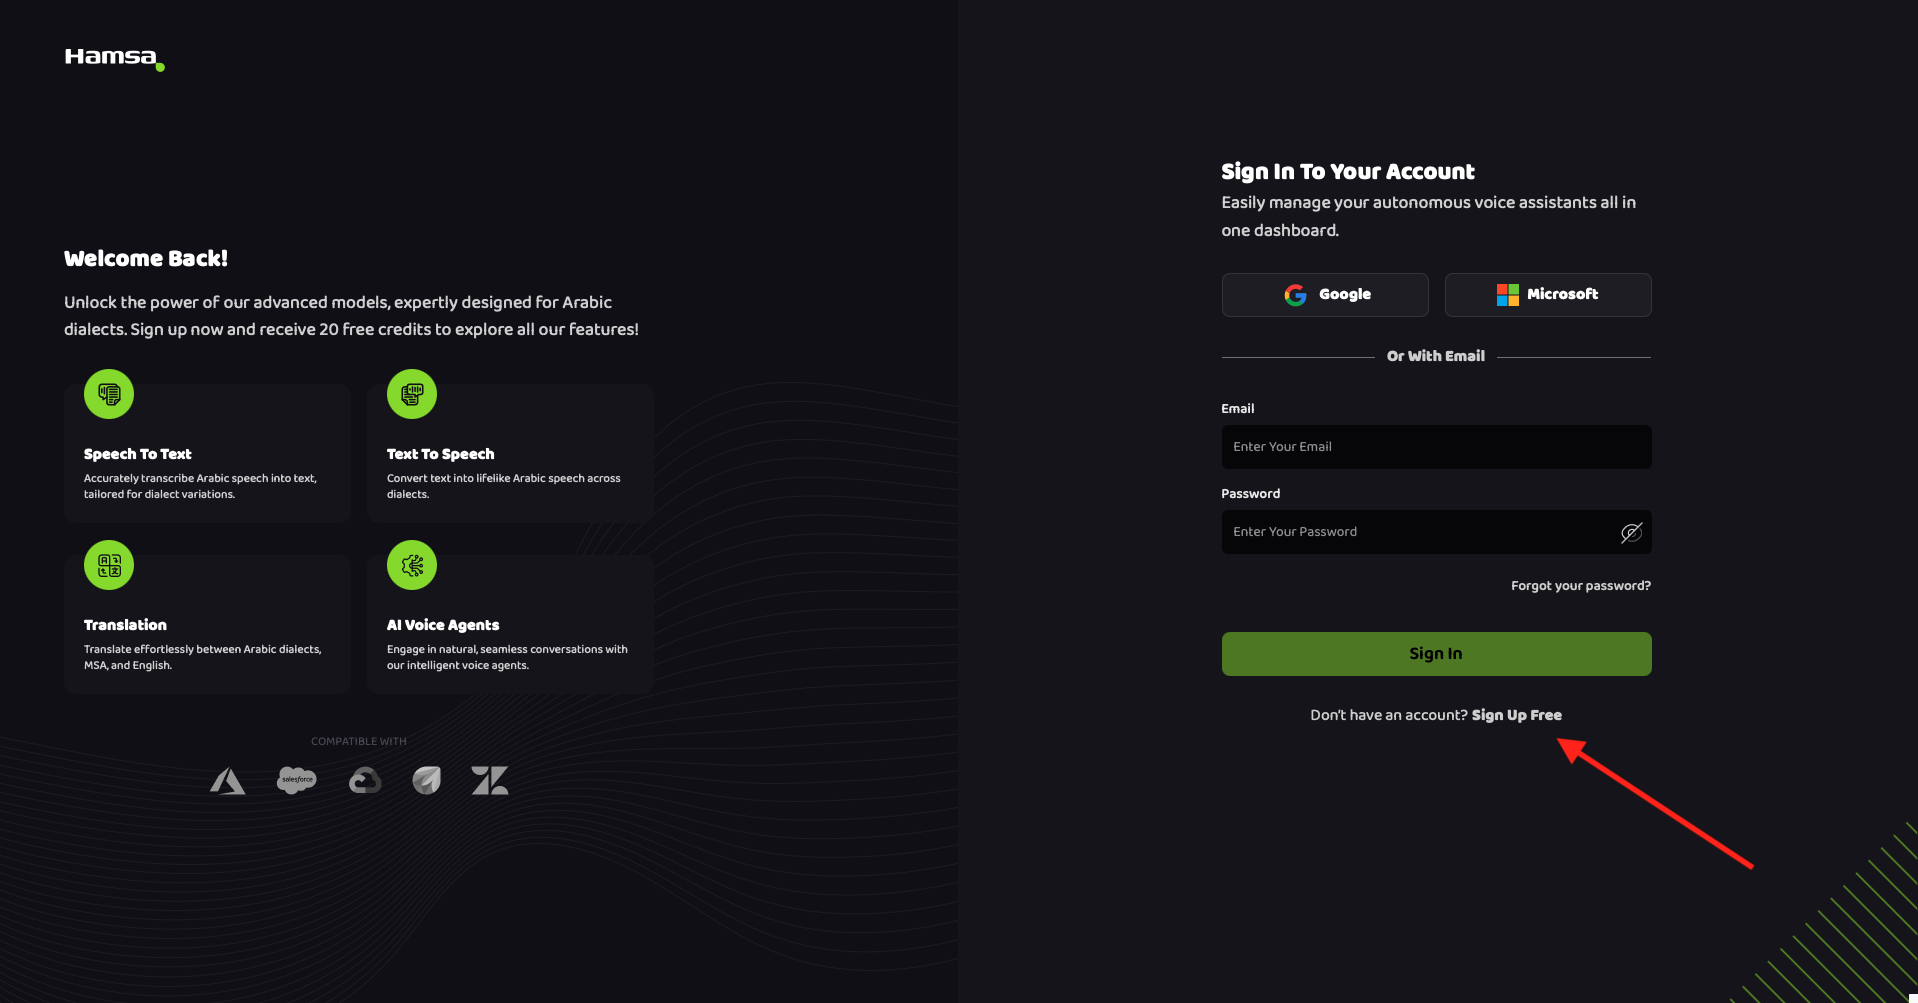 Hamsa
Welcome Back!
Unlock the power of our advanced models, expertly designed for Arabic
dialects. Sign up now and receive 20 free credits to explore all our features!
Speech To Text
Accurately transcribe Arabic speech into text,
tailored for dialect variations.
Text To Speech
Convert text into lifelike Arabic speech across
dialects.
Translation
Translate effortlessly between Arabic dialects,
MSA, and English.
AI Voice Agents
Engage in natural, seamless conversations with
our intelligent voice agents.
COMPATIBLE WITH
salesforce
Sign In To Your Account
Easily manage your autonomous voice assistants all in
one dashboard.
Google
Microsoft
Or With Email
Email
Enter Your Email
Password
Enter Your Password
Forgot your password?
Sign In
Don't have an account? Sign Up Free